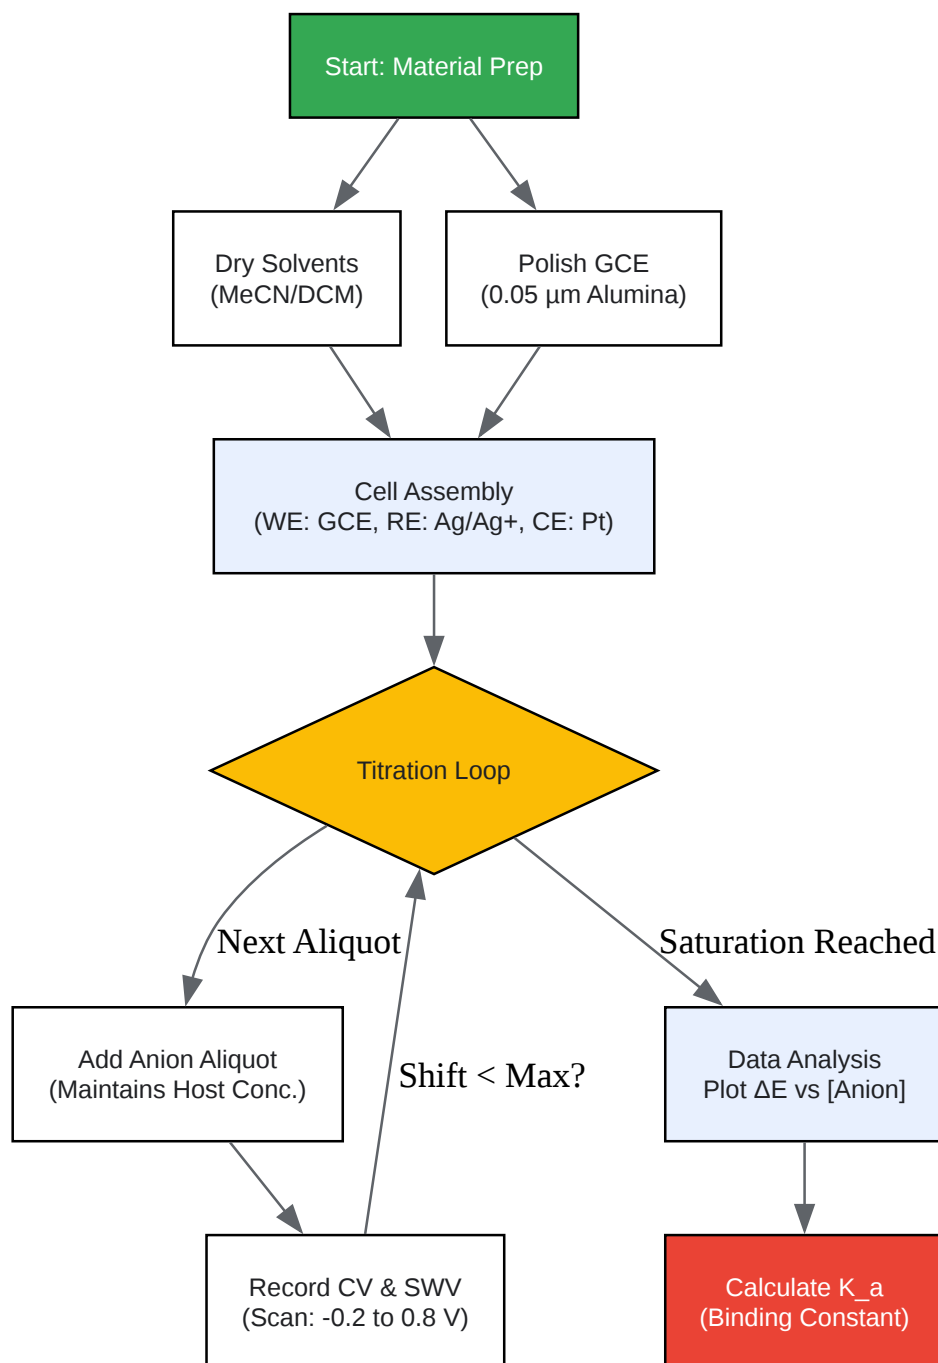 Start: Material Prep
Dry Solvents
(MeCN/DCM)
Polish GCE
(0.05 µm Alumina)
Cell Assembly
(WE: GCE, RE: Ag/Ag+, CE: Pt)
Titration Loop
Next Aliquot
Saturation Reached
Add Anion Aliquot
(Maintains Host Conc.)
Shift < Max?
Data Analysis
Plot ΔE vs [Anion]
Record CV & SWV
(Scan: -0.2 to 0.8 V)
Calculate K_a
(Binding Constant)